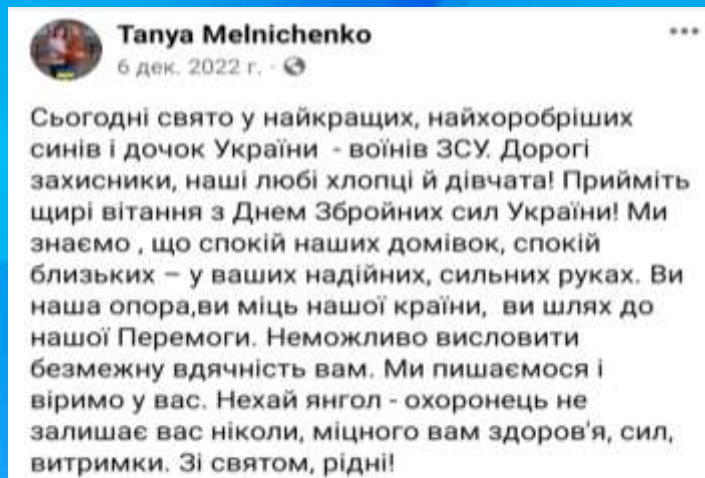 Tanya Melnichenko
6 дек. 2022 г. ·
Сьогодні свято у найкращих, найхоробріших
синів і дочок України - воїнів ЗСУ. Дорогі
захисники, наші любі хлопці й дівчата! Прийміть
щирі вітання з Днем Збройних сил України! Ми
знаємо , що спокій наших домівок, спокій
близьких – у ваших надійних, сильних руках. Ви
наша опора,ви міць нашої країни, ви шлях до
нашої Перемоги. Неможливо висловити
безмежну вдячність вам. Ми пишаємося і
віримо у вас. Нехай янгол - охоронець не
залишає вас ніколи, міцного вам здоров'я, сил,
витримки. Зі святом, рідні!